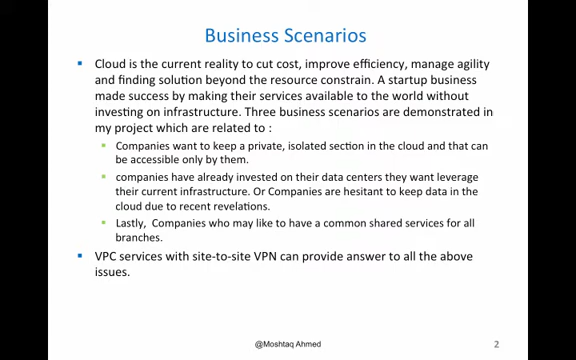 Business Scenarios
Cloud is the current reality to cut cost, improve efficiency, manage agility
and finding solution beyond the resource constrain. A startup business
made success by making their services available to the world without
investing on infrastructure. Three business scenarios are demonstrated in
my project which are related to :
Companies want to keep a private, isolated section in the cloud and that can
be accessible only by them.
companies have already invested on their data centers they want leverage
their current infrastructure. Or Companies are hesitant to keep data in the
cloud due to recent revelations.
Lastly, Companies who may like to have a common shared services for all
branches.
VPC services with site-to-site VPN can provide answer to all the above
issues.
@Moshtaq Ahmed
2